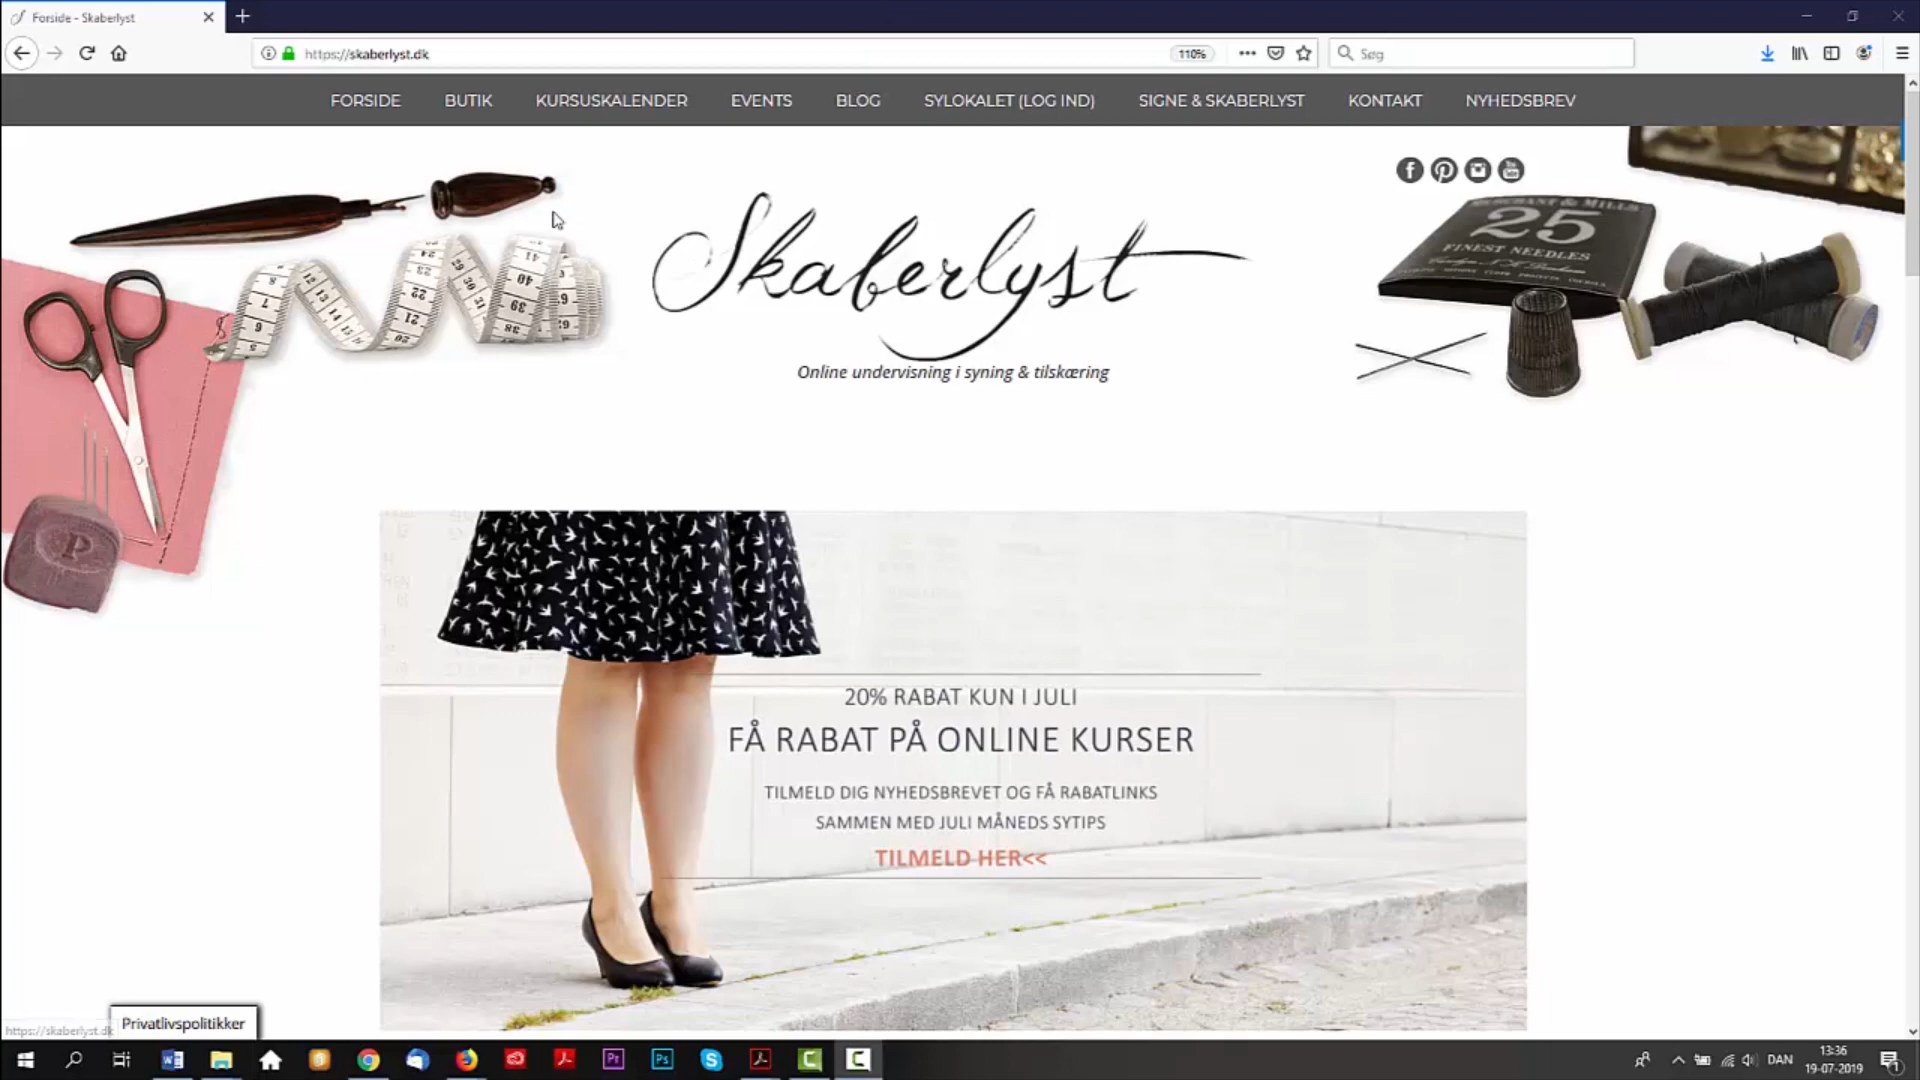 Forside - Skaberlyst
https://skaberlyst.dk
110%
Søg
FORSIDE BUTIK KURSUSKALENDER EVENTS BLOG SYLOKALET (LOG IND) SIGNE & SKABERLYST KONTAKT NYHEDSBREV
Skaberlyst
Online undervisning i syning & tilskæring
MERCHANT & MILLS
25
FINEST NEEDLES
P
20% RABAT KUN I JULI
FÅ RABAT PÅ ONLINE KURSER
TILMELD DIG NYHEDSBREVET OG FÅ RABATLINKS
SAMMEN MED JULI MÅNEDS SYTIPS
TILMELD HER<<
Privatlivspolitikker
https://skaberlyst.dk
DAN
13:36
19-07-2019